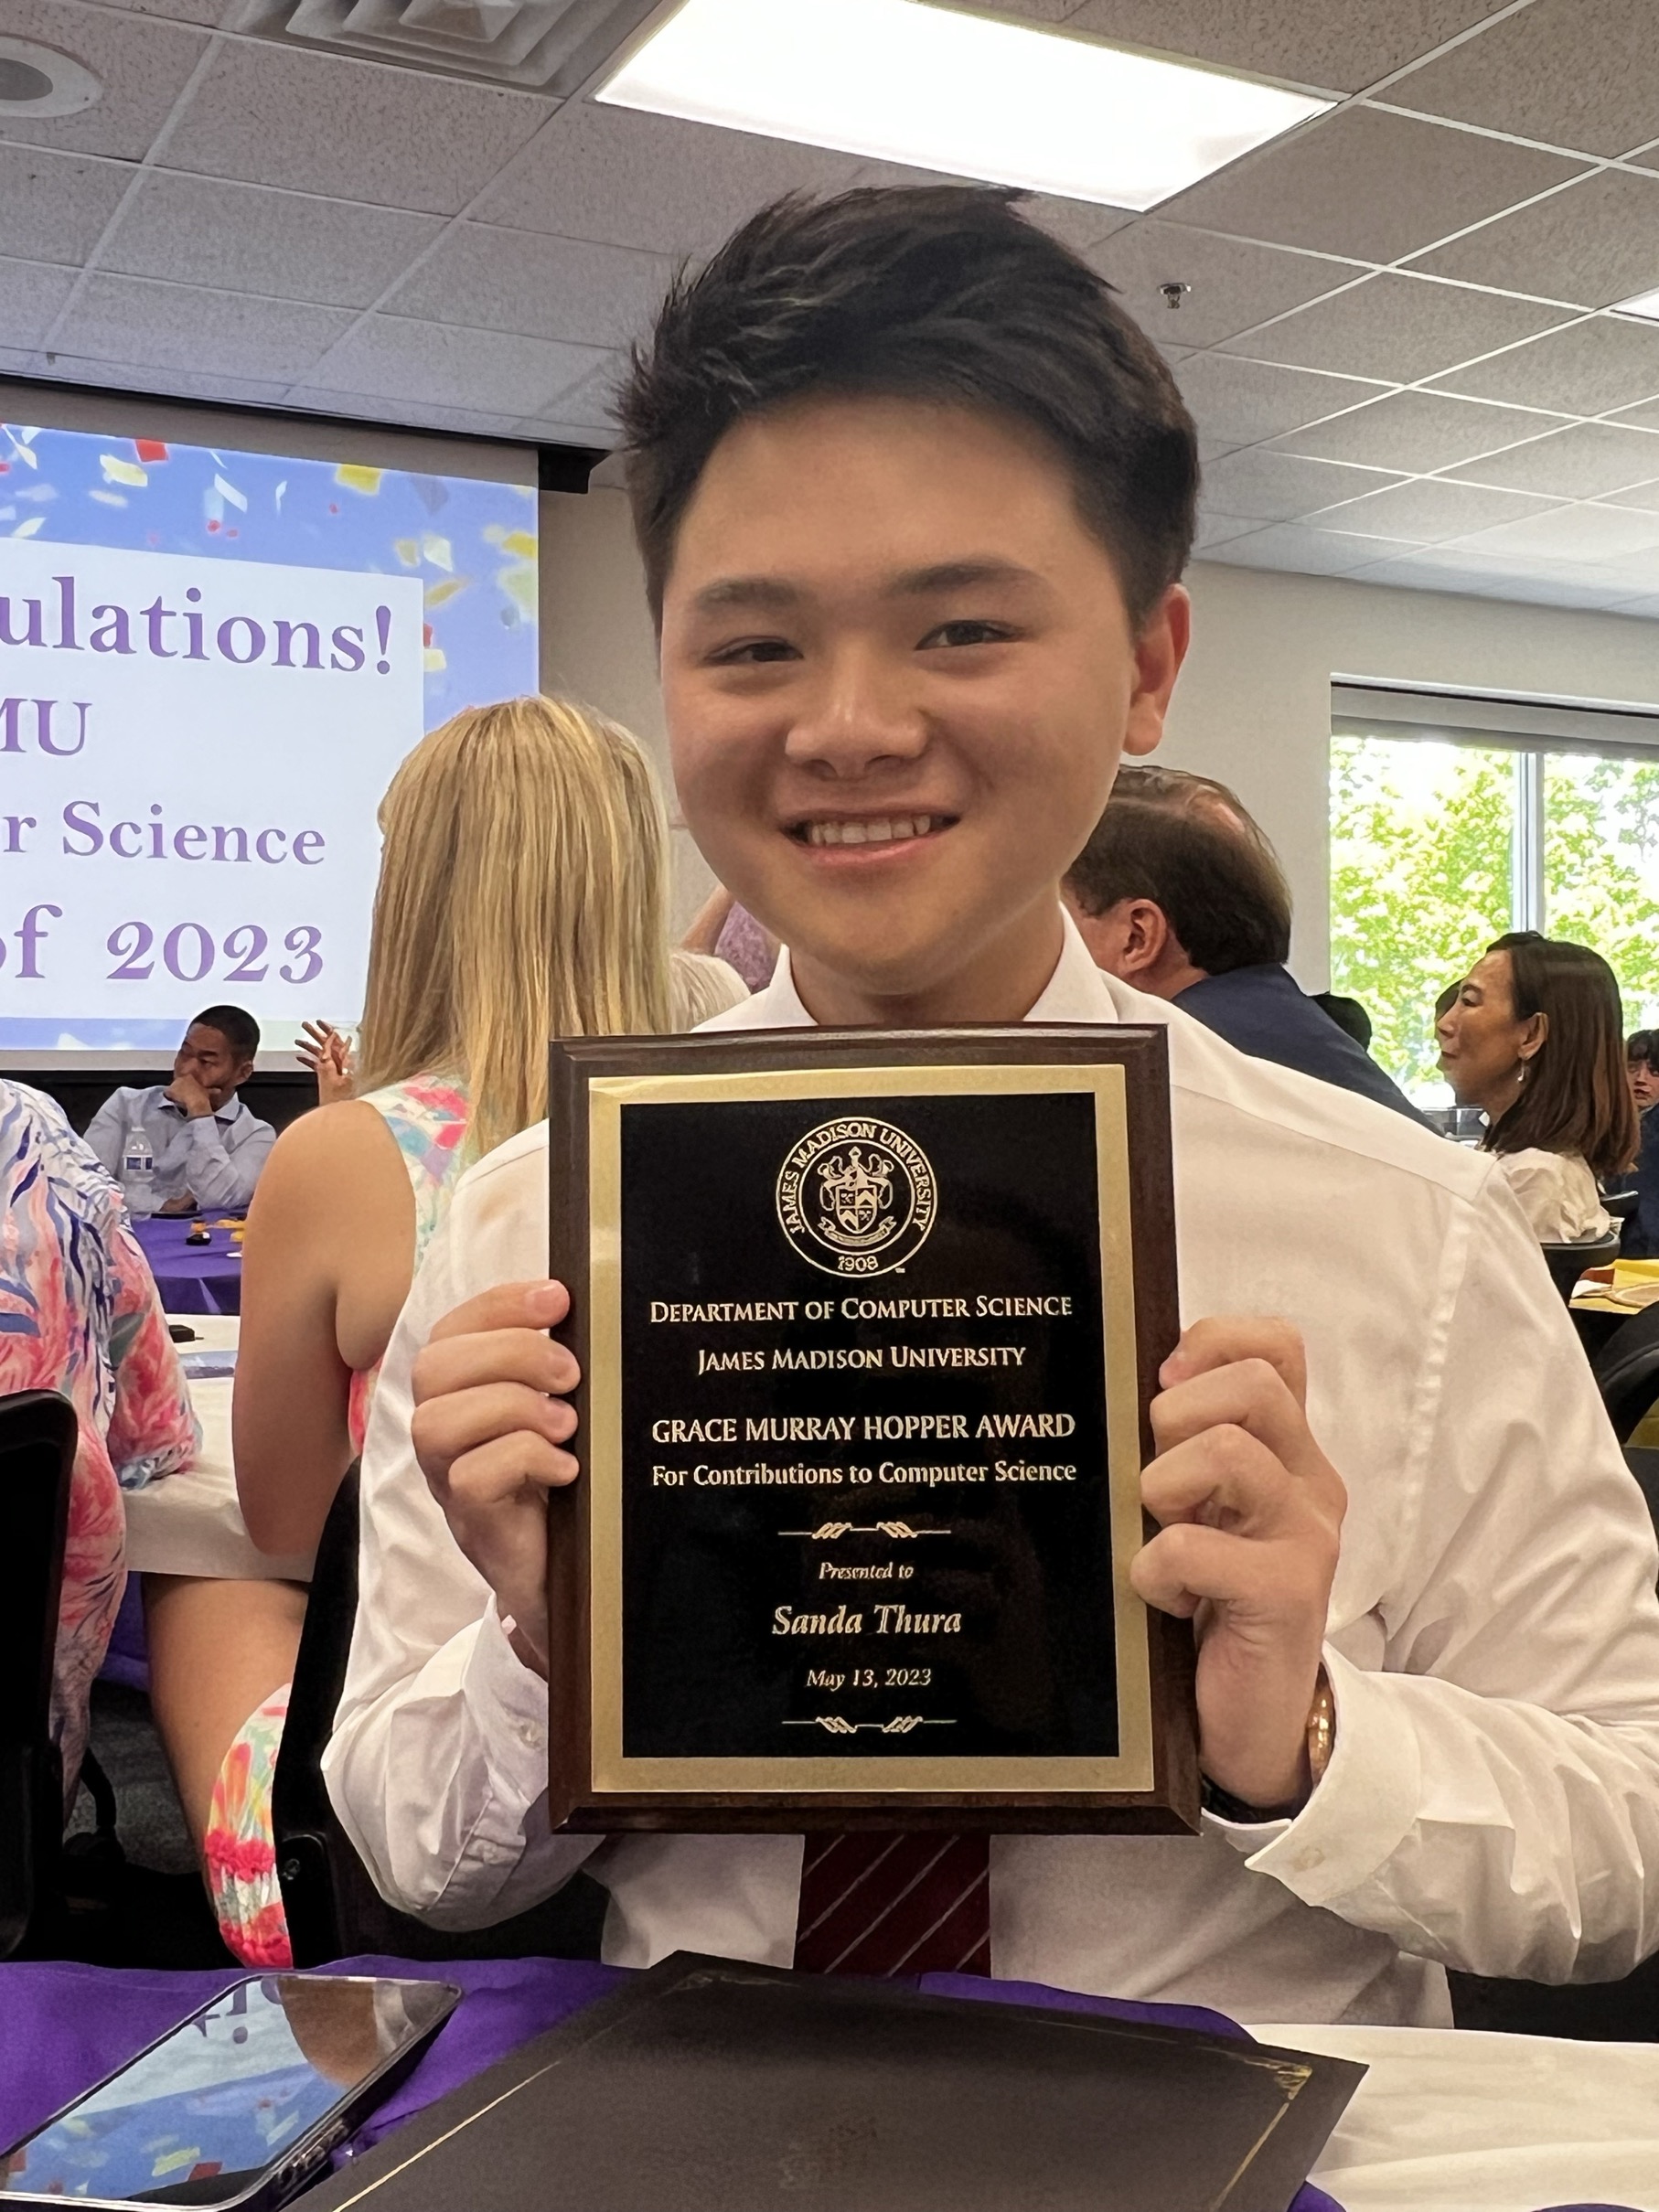 ulations!
MU
r Science
of 2023
JAMES MADISON UNIVERSITY
1908
DEPARTMENT OF COMPUTER SCIENCE
JAMES MADISON UNIVERSITY
GRACE MURRAY HOPPER AWARD
For Contributions to Computer Science
Presented to
Sanda Thura
May 13, 2023